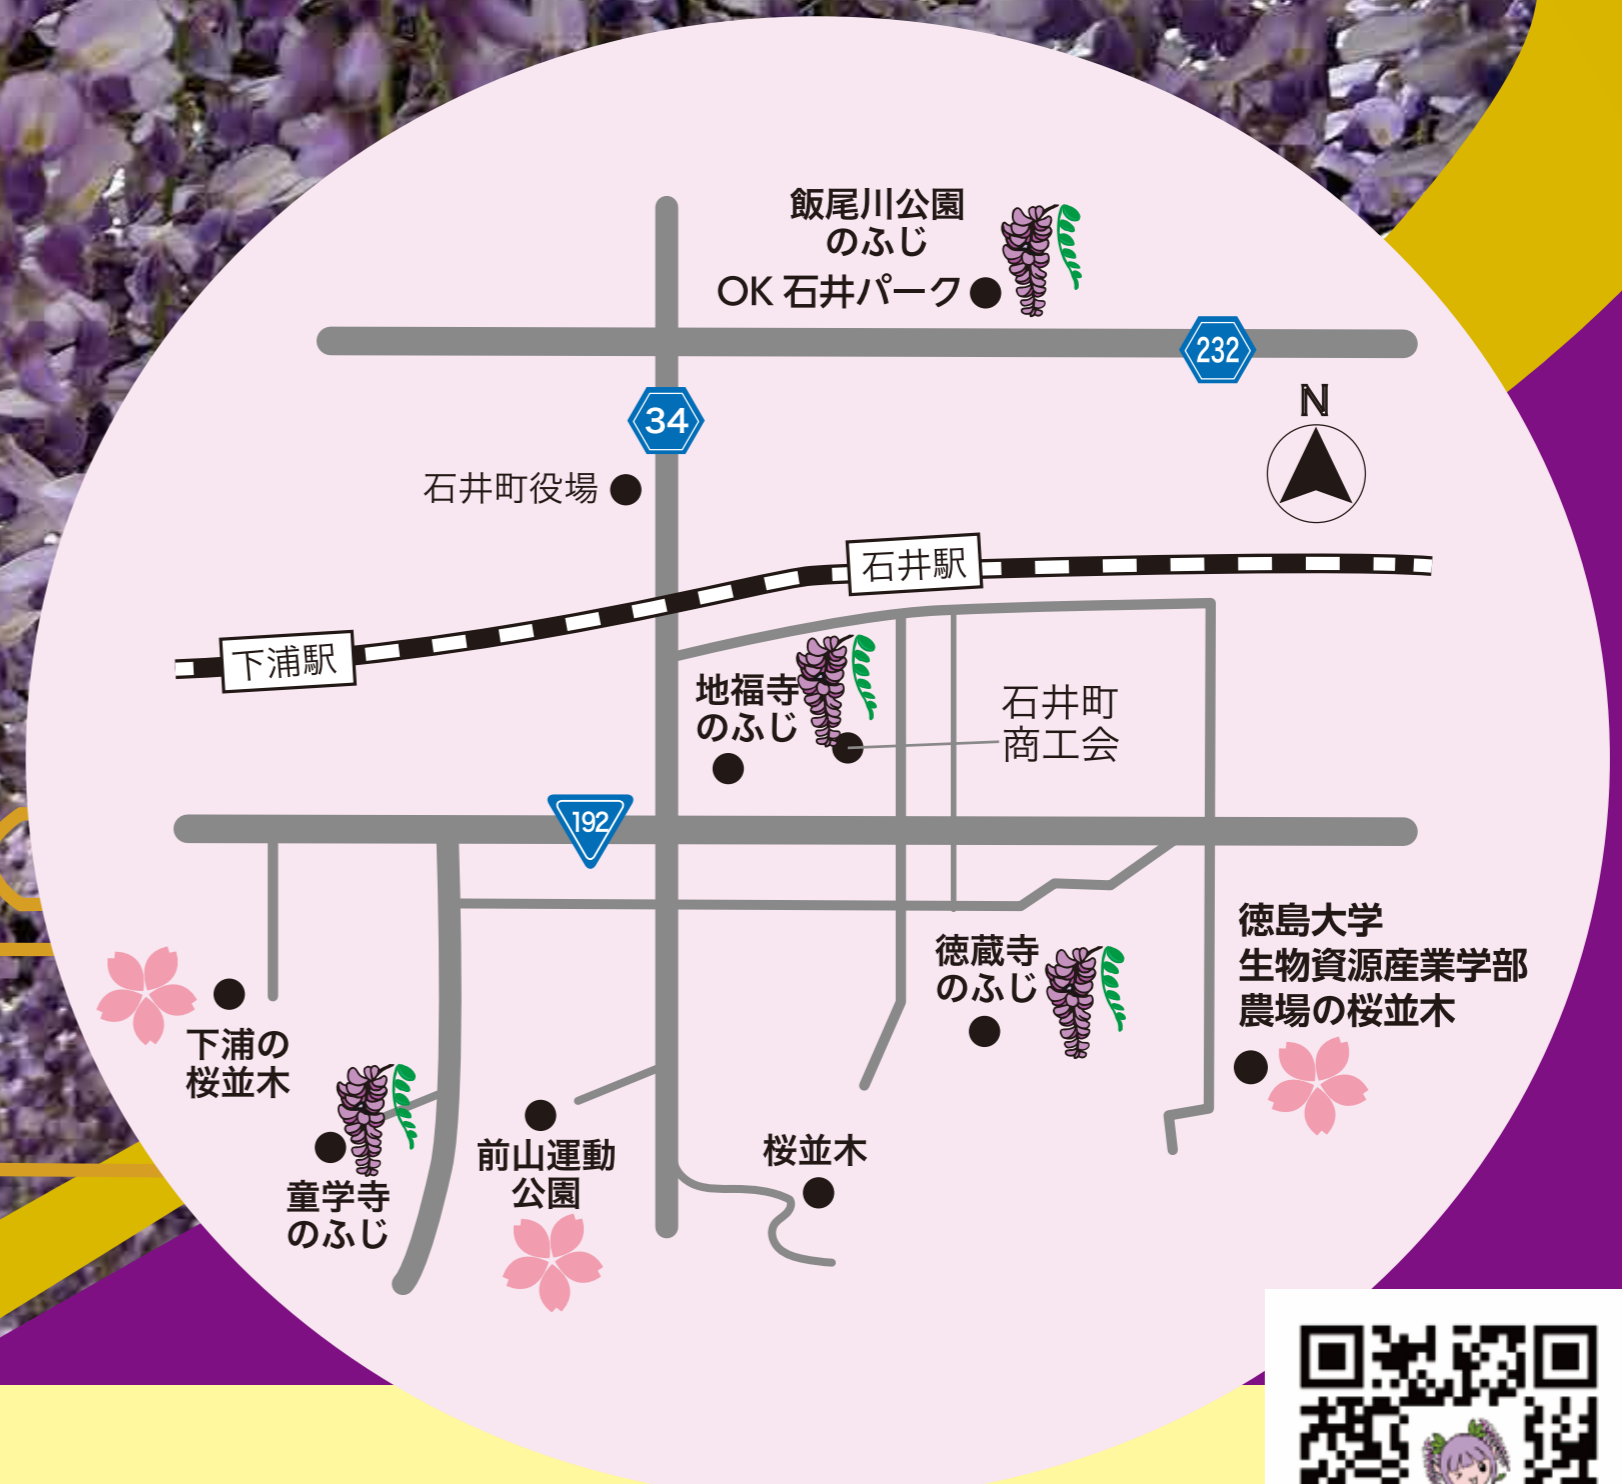 飯尾川公園
のふじ
OK 石井パーク
232
N
34
石井町役場
石井駅
下浦駅
地福寺
のふじ
石井町
商工会
192
徳島大学
生物資源産業学部
農場の桜並木
徳蔵寺
のふじ
下浦の
桜並木
前山運動
公園
桜並木
童学寺
のふじ